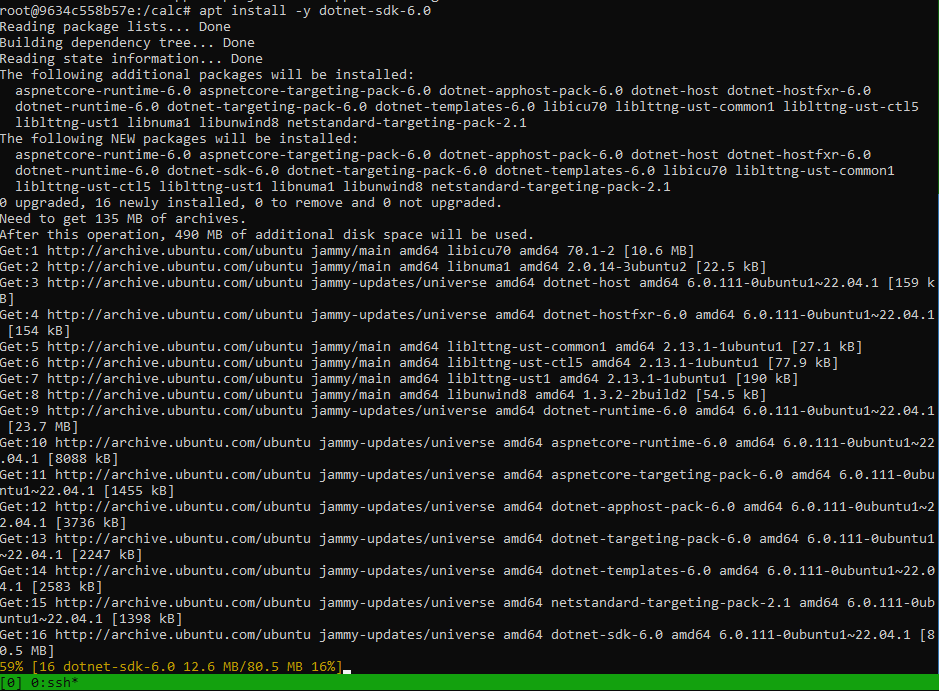 root@9634c558b57e:/calc# apt install -y dotnet-sdk-6.0
Reading package lists... Done
Building dependency tree... Done
Reading state information... Done
The following additional packages will be installed:
  aspnetcore-runtime-6.0 aspnetcore-targeting-pack-6.0 dotnet-apphost-pack-6.0 dotnet-host dotnet-hostfxr-6.0
  dotnet-runtime-6.0 dotnet-targeting-pack-6.0 dotnet-templates-6.0 libicu70 liblttng-ust-common1 liblttng-ust-ctl5
  liblttng-ust1 libnuma1 libunwind8 netstandard-targeting-pack-2.1
The following NEW packages will be installed:
  aspnetcore-runtime-6.0 aspnetcore-targeting-pack-6.0 dotnet-apphost-pack-6.0 dotnet-host dotnet-hostfxr-6.0
  dotnet-runtime-6.0 dotnet-sdk-6.0 dotnet-targeting-pack-6.0 dotnet-templates-6.0 libicu70 liblttng-ust-common1
  liblttng-ust-ctl5 liblttng-ust1 libnuma1 libunwind8 netstandard-targeting-pack-2.1
0 upgraded, 16 newly installed, 0 to remove and 0 not upgraded.
Need to get 135 MB of archives.
After this operation, 490 MB of additional disk space will be used.
Get:1 http://archive.ubuntu.com/ubuntu jammy/main amd64 libicu70 amd64 70.1-2 [10.6 MB]
Get:2 http://archive.ubuntu.com/ubuntu jammy/main amd64 libnuma1 amd64 2.0.14-3ubuntu2 [22.5 kB]
Get:3 http://archive.ubuntu.com/ubuntu jammy-updates/universe amd64 dotnet-host amd64 6.0.111-0ubuntu1~22.04.1 [159 k
B]
Get:4 http://archive.ubuntu.com/ubuntu jammy-updates/universe amd64 dotnet-hostfxr-6.0 amd64 6.0.111-0ubuntu1~22.04.1
 [154 kB]
Get:5 http://archive.ubuntu.com/ubuntu jammy/main amd64 liblttng-ust-common1 amd64 2.13.1-1ubuntu1 [27.1 kB]
Get:6 http://archive.ubuntu.com/ubuntu jammy/main amd64 liblttng-ust-ctl5 amd64 2.13.1-1ubuntu1 [77.9 kB]
Get:7 http://archive.ubuntu.com/ubuntu jammy/main amd64 liblttng-ust1 amd64 2.13.1-1ubuntu1 [190 kB]
Get:8 http://archive.ubuntu.com/ubuntu jammy/main amd64 libunwind8 amd64 1.3.2-2build2 [54.5 kB]
Get:9 http://archive.ubuntu.com/ubuntu jammy-updates/universe amd64 dotnet-runtime-6.0 amd64 6.0.111-0ubuntu1~22.04.1
 [23.7 MB]
Get:10 http://archive.ubuntu.com/ubuntu jammy-updates/universe amd64 aspnetcore-runtime-6.0 amd64 6.0.111-0ubuntu1~22
.04.1 [8088 kB]
Get:11 http://archive.ubuntu.com/ubuntu jammy-updates/universe amd64 aspnetcore-targeting-pack-6.0 amd64 6.0.111-0ubu
ntu1~22.04.1 [1455 kB]
Get:12 http://archive.ubuntu.com/ubuntu jammy-updates/universe amd64 dotnet-apphost-pack-6.0 amd64 6.0.111-0ubuntu1~2
2.04.1 [3736 kB]
Get:13 http://archive.ubuntu.com/ubuntu jammy-updates/universe amd64 dotnet-targeting-pack-6.0 amd64 6.0.111-0ubuntu1
~22.04.1 [2247 kB]
Get:14 http://archive.ubuntu.com/ubuntu jammy-updates/universe amd64 dotnet-templates-6.0 amd64 6.0.111-0ubuntu1~22.0
4.1 [2583 kB]
Get:15 http://archive.ubuntu.com/ubuntu jammy-updates/universe amd64 netstandard-targeting-pack-2.1 amd64 6.0.111-0ub
untu1~22.04.1 [1398 kB]
Get:16 http://archive.ubuntu.com/ubuntu jammy-updates/universe amd64 dotnet-sdk-6.0 amd64 6.0.111-0ubuntu1~22.04.1 [8
0.5 MB]
59% [16 dotnet-sdk-6.0 12.6 MB/80.5 MB 16%]
[0] 0:ssh*